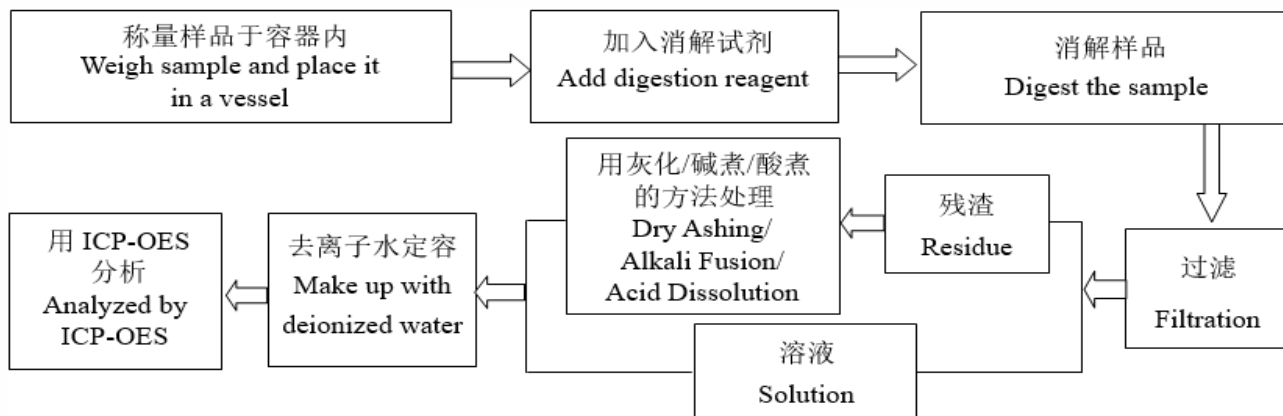 称量样品于容器内
Weigh sample and place it
in a vessel
加入消解试剂
Add digestion reagent
消解样品
Digest the sample
过滤
Filtration
残渣
Residue
用灰化/碱煮/酸煮
的方法处理
Dry Ashing/
Alkali Fusion/
Acid Dissolution
溶液
Solution
去离子水定容
Make up with
deionized water
用 ICP-OES
分析
Analyzed by
ICP-OES